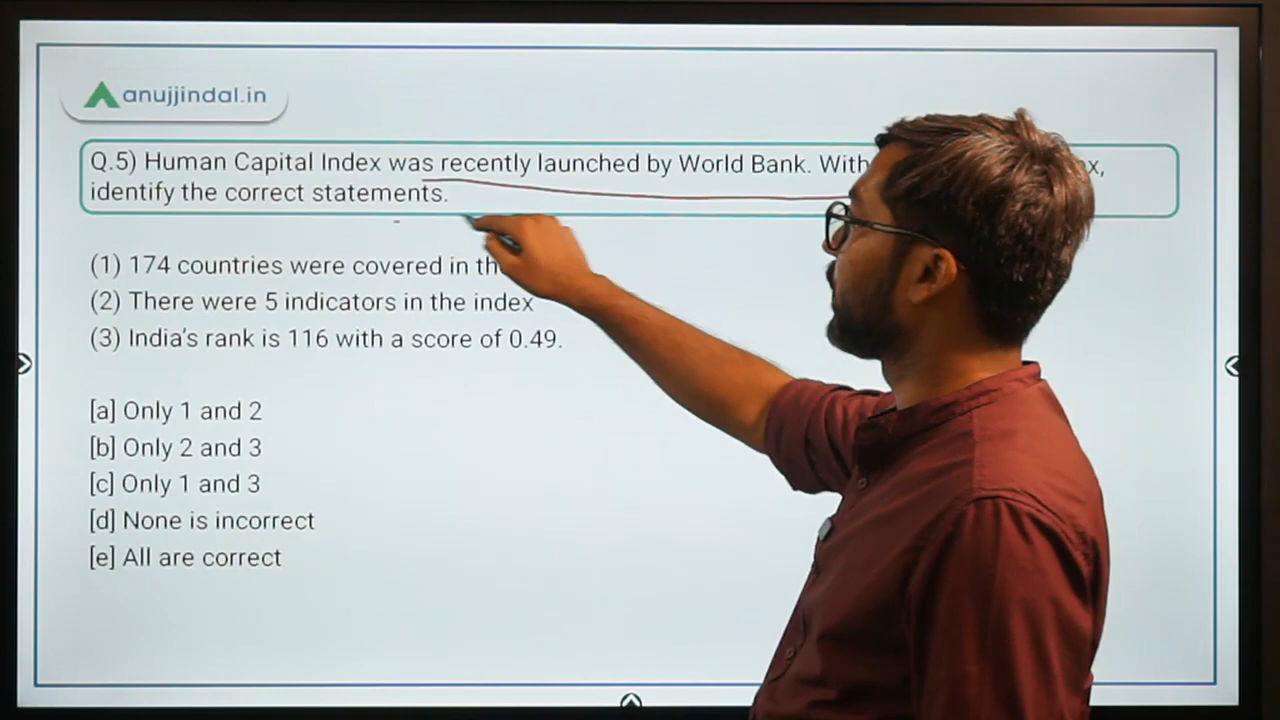 anujjindal.in
Q.5) Human Capital Index was recently launched by World Bank. With
identify the correct statements.
(1) 174 countries were covered in
(2) There were 5 indicators in the index
(3) India's rank is 116 with a score of 0.49.
[a] Only 1 and 2
[b] Only 2 and 3
[c] Only 1 and 3
[d] None is incorrect
[e] All are correct